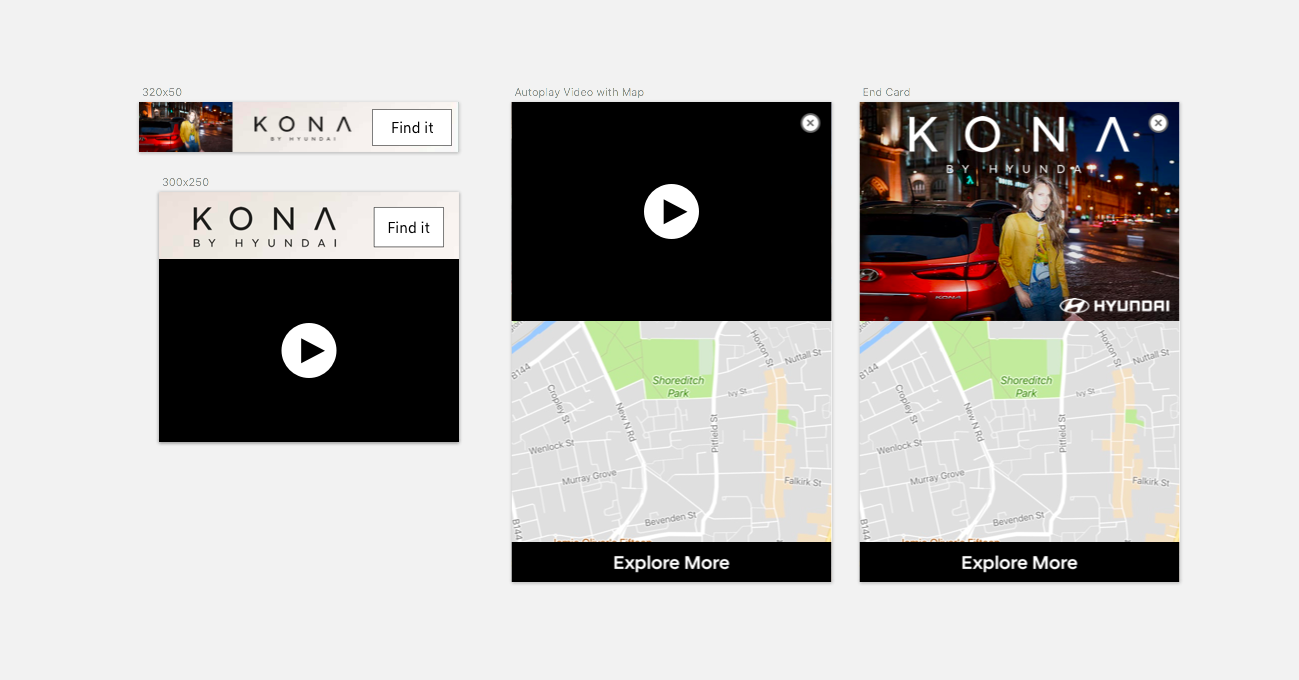 320x50
KONA
BY HYUNDAI
Find it
300x250
KONA
BY HYUNDAI
Find it
Autoplay Video with Map
Hoxton St
Nuttall St
B144
Shoreditch
Park
Ivy St
Cropley St
New N Rd
Pitfield St
Wenlock St
Murray Grove
Falkirk St
Bevenden St
B144
Explore More
End Card
KONA
BY HYUNDAI
KONA
HYUNDAI
Hoxton St
Nuttall St
B144
Shoreditch
Park
Ivy St
Cropley St
New N Rd
Pitfield St
Wenlock St
Murray Grove
Falkirk St
Bevenden St
B144
Explore More